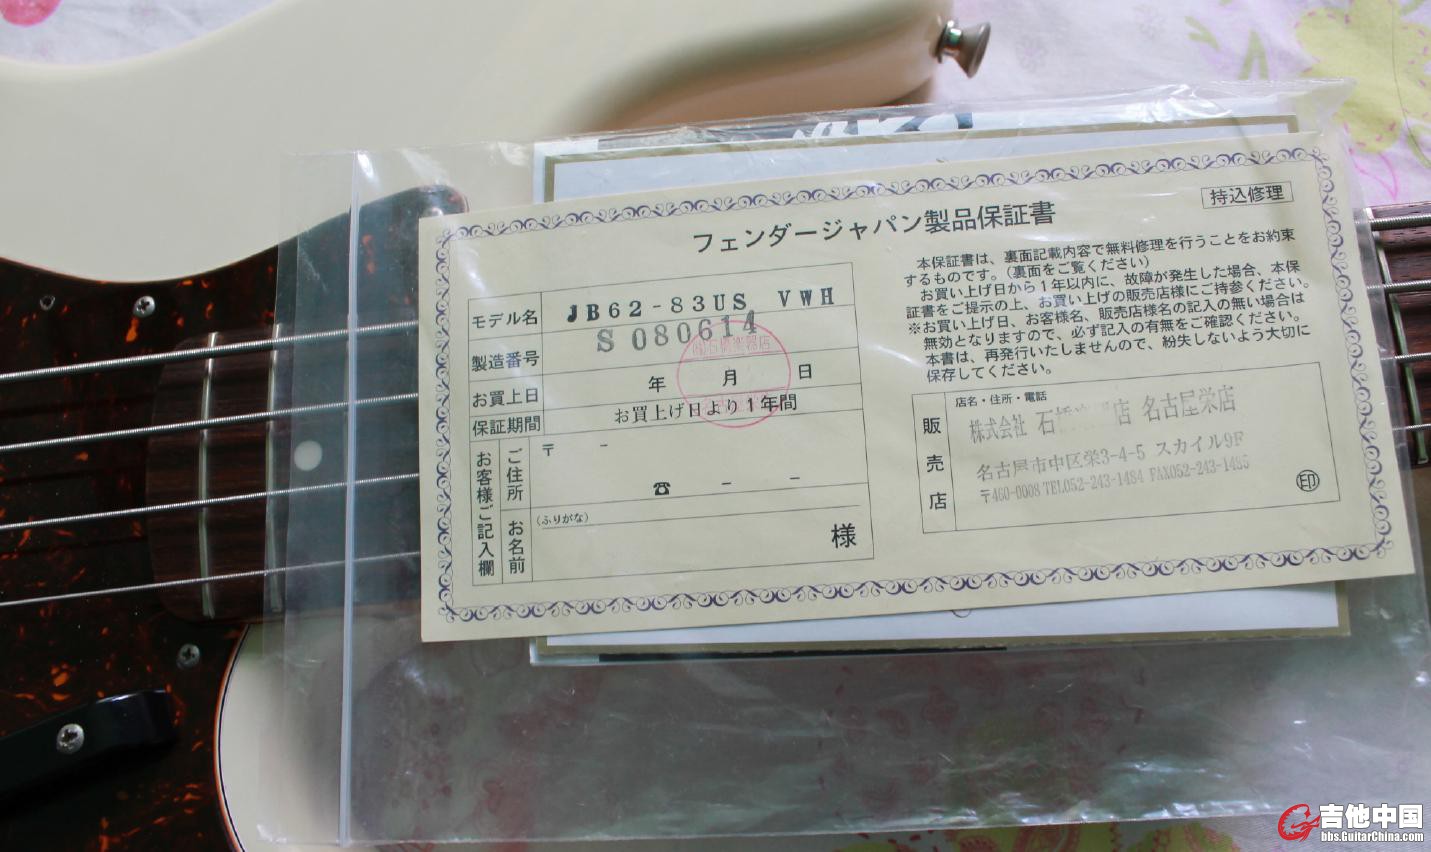 持込修理
フェンダージャパン製品保証書
モデル名 JB62-83US VWH
製造番号 S 080614
お買上日 年 月 日
保証期間 お買上げ日より1年間
お客様ご記入欄
ご住所 〒 -
☎ - -
お名前 (ふりがな)
様
本保証書は、裏面記載内容で無料修理を行うことをお約束
するものです。(裏面をご覧ください)
お買い上げ日から1年以内に、故障が発生した場合、本保
証書をご提示の上、お買い上げの販売店様にご持参ください。
※お買い上げ日、お客様名、販売店様名の記入の無い場合は
無効となりますので、必ず記入の有無をご確認ください。
本書は、再発行いたしませんので、紛失しないよう大切に
保存してください。
販売店
店名・住所・電話
株式会社 石 店 名古屋栄店
名古屋市中区栄3-4-5 スカイル9F
〒460-0008 TEL052-243-1484 FAX052-243-1485
印
吉他中国
bbs.GuitarChina.com